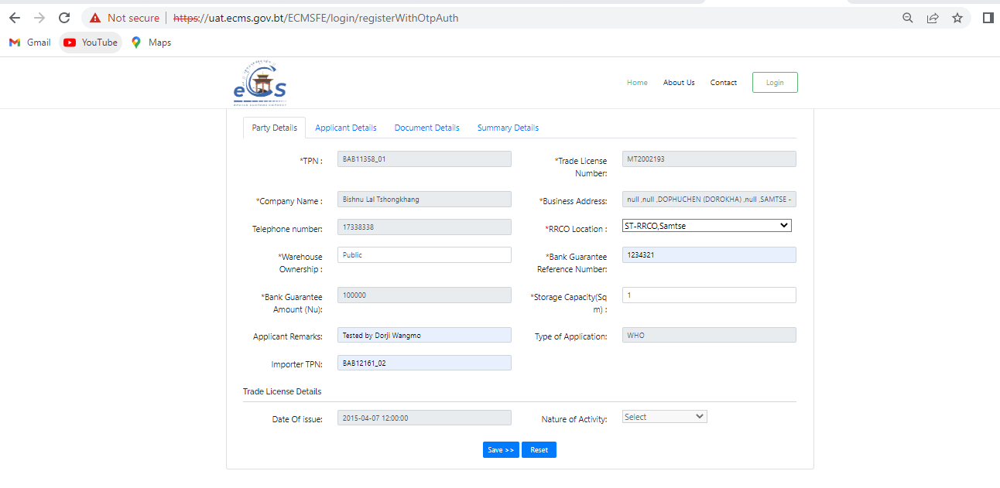 Not secure | https://uat.ecms.gov.bt/ECMSFE/login/registerWithOtpAuth
Gmail YouTube Maps
eCS
Home About Us Contact Login
Party Details Applicant Details Document Details Summary Details
*TPN : BAB11358_01 *Trade License
Number: MT2002193
*Company Name : Bishnu Lal Tshongkhang *Business Address: null ,null ,DOPHUCHEN (DOROKHA) ,null ,SAMTSE -
Telephone number: 17338338 *RRCO Location : ST-RRCO,Samtse
*Warehouse
Ownership : Public *Bank Guarantee
Reference Number: 1234321
*Bank Guarantee
Amount (Nu): 100000 *Storage Capacity(Sq
m) : 1
Applicant Remarks: Tested by Dorji Wangmo Type of Application: WHO
Importer TPN: BAB12161_02
Trade License Details
Date Of issue: 2015-04-07 12:00:00 Nature of Activity: Select
Save >> Reset